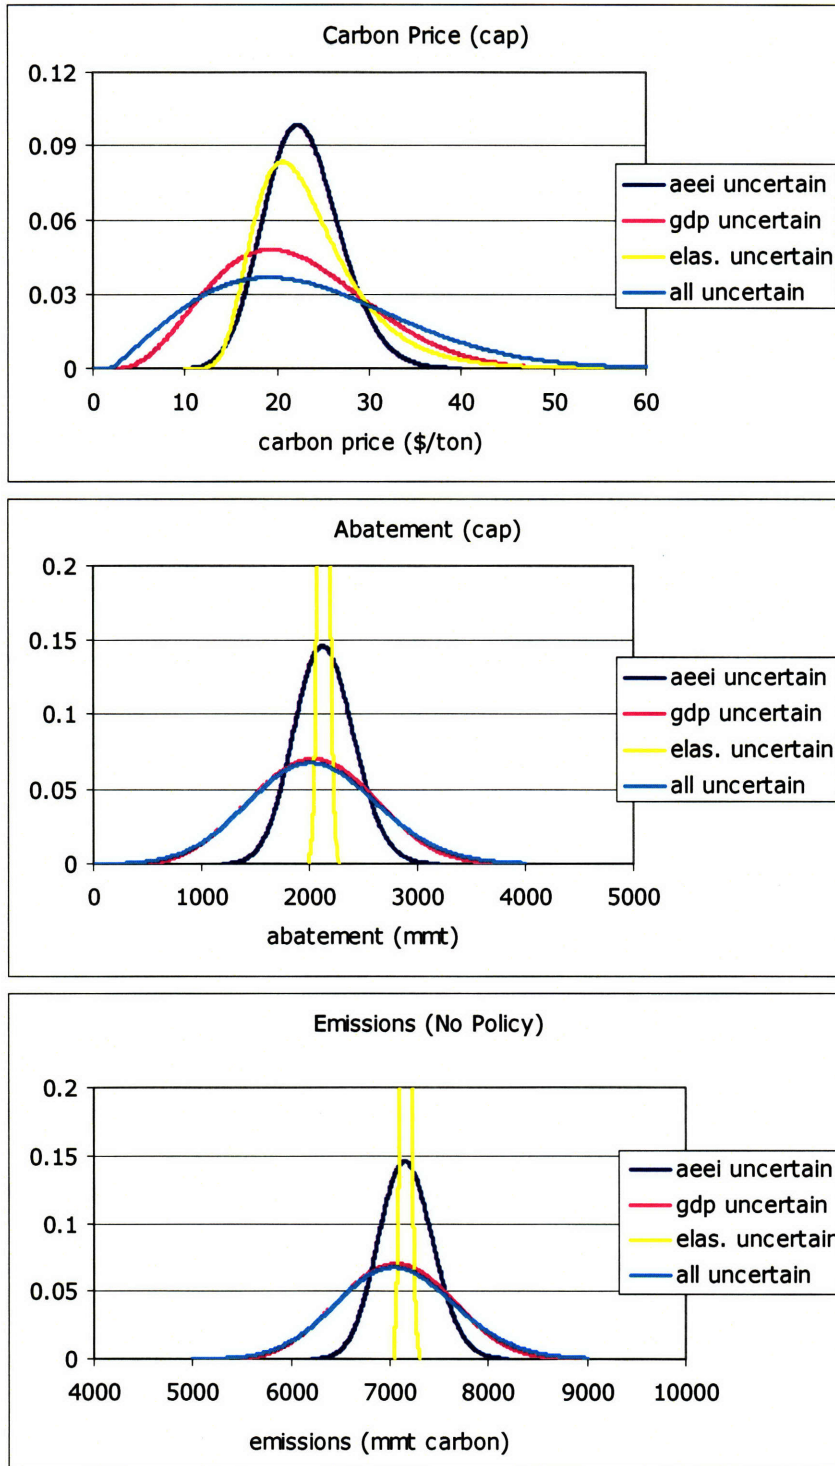 Carbon Price (cap)
0.12
0.09
0.06
0.03
0
0 10 20 30 40 50 60
carbon price ($/ton)
aeei uncertain
gdp uncertain
elas. uncertain
all uncertain
Abatement (cap)
0.2
0.15
0.1
0.05
0
0 1000 2000 3000 4000 5000
abatement (mmt)
aeei uncertain
gdp uncertain
elas. uncertain
all uncertain
Emissions (No Policy)
0.2
0.15
0.1
0.05
0
4000 5000 6000 7000 8000 9000 10000
emissions (mmt carbon)
aeei uncertain
gdp uncertain
elas. uncertain
all uncertain